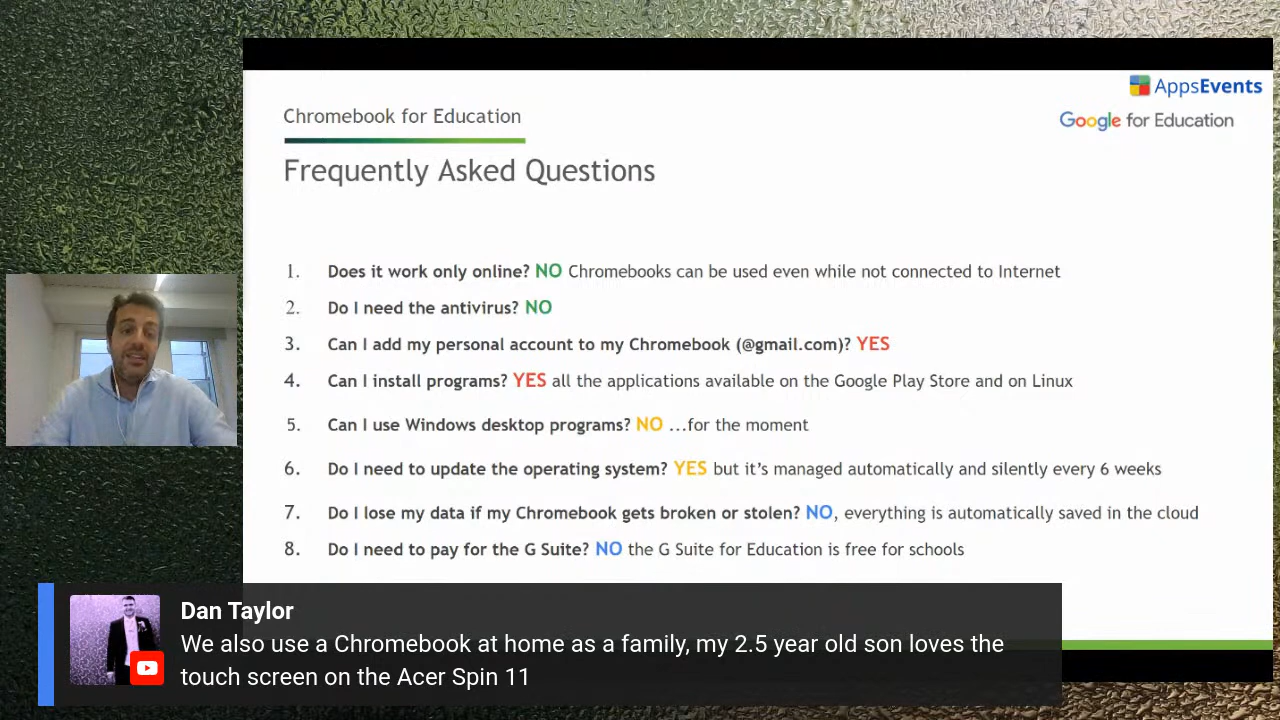 AppsEvents
Google for Education
Chromebook for Education
Frequently Asked Questions
1. Does it work only online? NO Chromebooks can be used even while not connected to Internet
2. Do I need the antivirus? NO
3. Can I add my personal account to my Chromebook (@gmail.com)? YES
4. Can I install programs? YES all the applications available on the Google Play Store and on Linux
5. Can I use Windows desktop programs? NO ...for the moment
6. Do I need to update the operating system? YES but it's managed automatically and silently every 6 weeks
7. Do I lose my data if my Chromebook gets broken or stolen? NO, everything is automatically saved in the cloud
8. Do I need to pay for the G Suite? NO the G Suite for Education is free for schools
Dan Taylor
We also use a Chromebook at home as a family, my 2.5 year old son loves the
touch screen on the Acer Spin 11